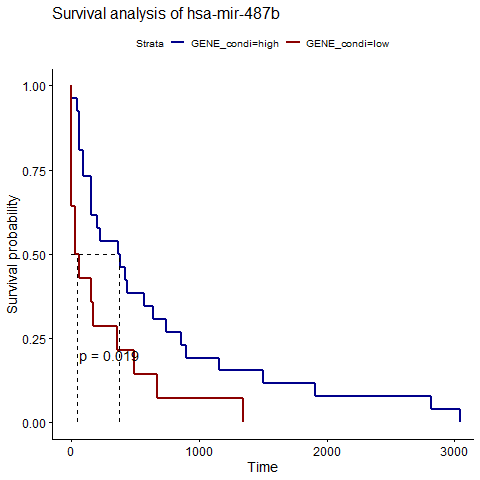 Survival analysis of hsa-mir-487b
Strata GENE_condi=high GENE_condi=low
Survival probability
1.00
0.75
0.50
0.25
0.00
p = 0.019
0 1000 2000 3000
Time